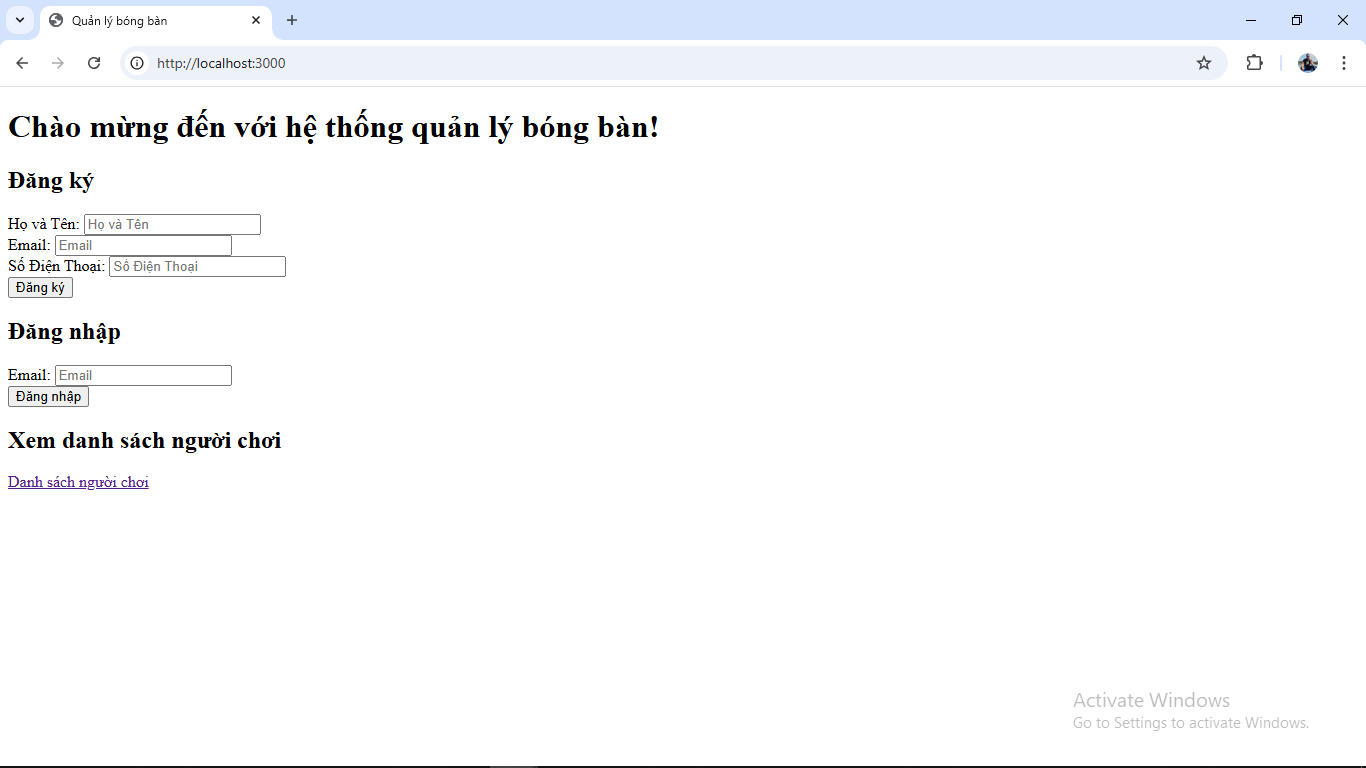 Quản lý bóng bàn
http://localhost:3000
Chào mừng đến với hệ thống quản lý bóng bàn!
Đăng ký
Họ và Tên: Họ và Tên
Email: Email
Số Điện Thoại: Số Điện Thoại
Đăng ký
Đăng nhập
Email: Email
Đăng nhập
Xem danh sách người chơi
Danh sách người chơi
Activate Windows
Go to Settings to activate Windows.